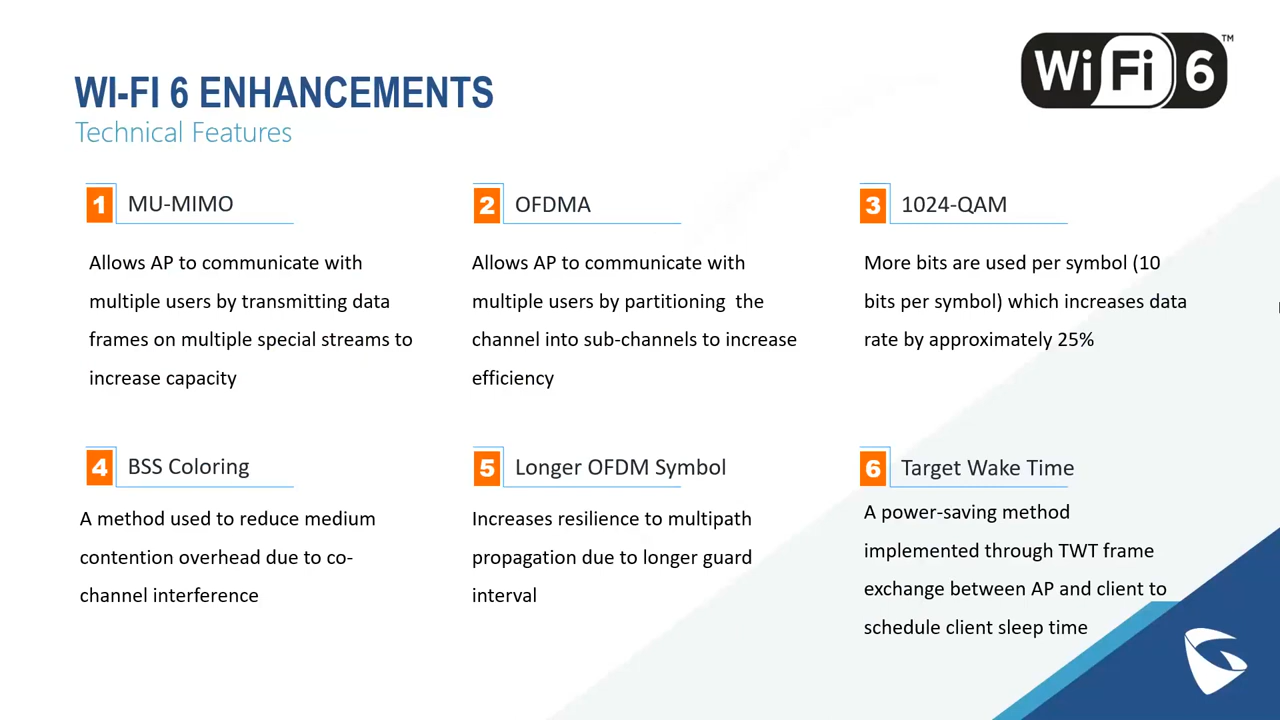 WiFi 6™
WI-FI 6 ENHANCEMENTS
Technical Features
1 MU-MIMO
Allows AP to communicate with
multiple users by transmitting data
frames on multiple special streams to
increase capacity
2 OFDMA
Allows AP to communicate with
multiple users by partitioning the
channel into sub-channels to increase
efficiency
3 1024-QAM
More bits are used per symbol (10
bits per symbol) which increases data
rate by approximately 25%
4 BSS Coloring
A method used to reduce medium
contention overhead due to co-
channel interference
5 Longer OFDM Symbol
Increases resilience to multipath
propagation due to longer guard
interval
6 Target Wake Time
A power-saving method
implemented through TWT frame
exchange between AP and client to
schedule client sleep time